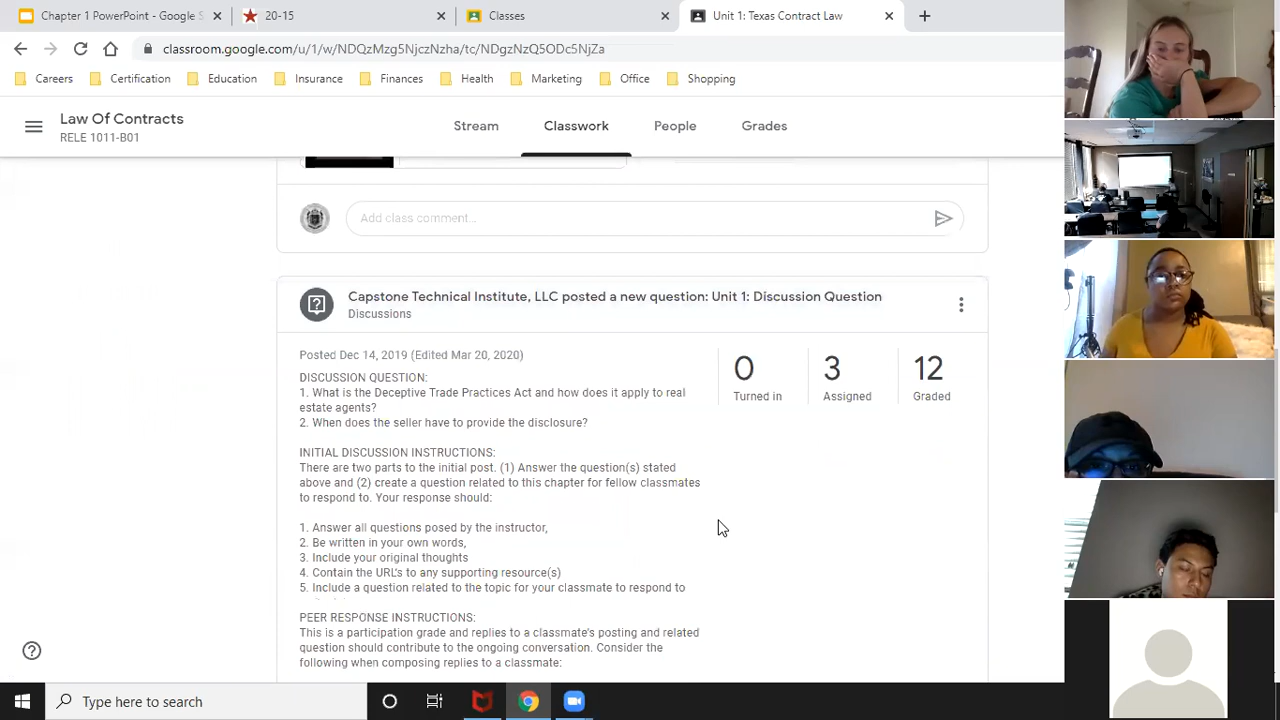 Chapter 1 PowerPoint - Google S
20-15
Classes
Unit 1: Texas Contract Law
classroom.google.com/u/1/w/NDQzMzg5NjczNzha/tc/NDgzNzQ5ODc5NjZa
Careers
Certification
Education
Insurance
Finances
Health
Marketing
Office
Shopping
Law Of Contracts
RELE 1011-B01
Stream
Classwork
People
Grades
Add class comment...
Capstone Technical Institute, LLC posted a new question: Unit 1: Discussion Question
Discussions
Posted Dec 14, 2019 (Edited Mar 20, 2020)
0
Turned in
3
Assigned
12
Graded
DISCUSSION QUESTION:
1. What is the Deceptive Trade Practices Act and how does it apply to real
estate agents?
2. When does the seller have to provide the disclosure?
INITIAL DISCUSSION INSTRUCTIONS:
There are two parts to the initial post. (1) Answer the question(s) stated
above and (2) create a question related to this chapter for fellow classmates
to respond to. Your response should:
1. Answer all questions posed by the instructor,
2. Be written in your own words,
3. Include your original thoughts
4. Contain the URL's to any supporting resource(s)
5. Include a question related to the topic for your classmate to respond to
PEER RESPONSE INSTRUCTIONS:
This is a participation grade and replies to a classmate's posting and related
question should contribute to the ongoing conversation. Consider the
following when composing replies to a classmate:
Type here to search